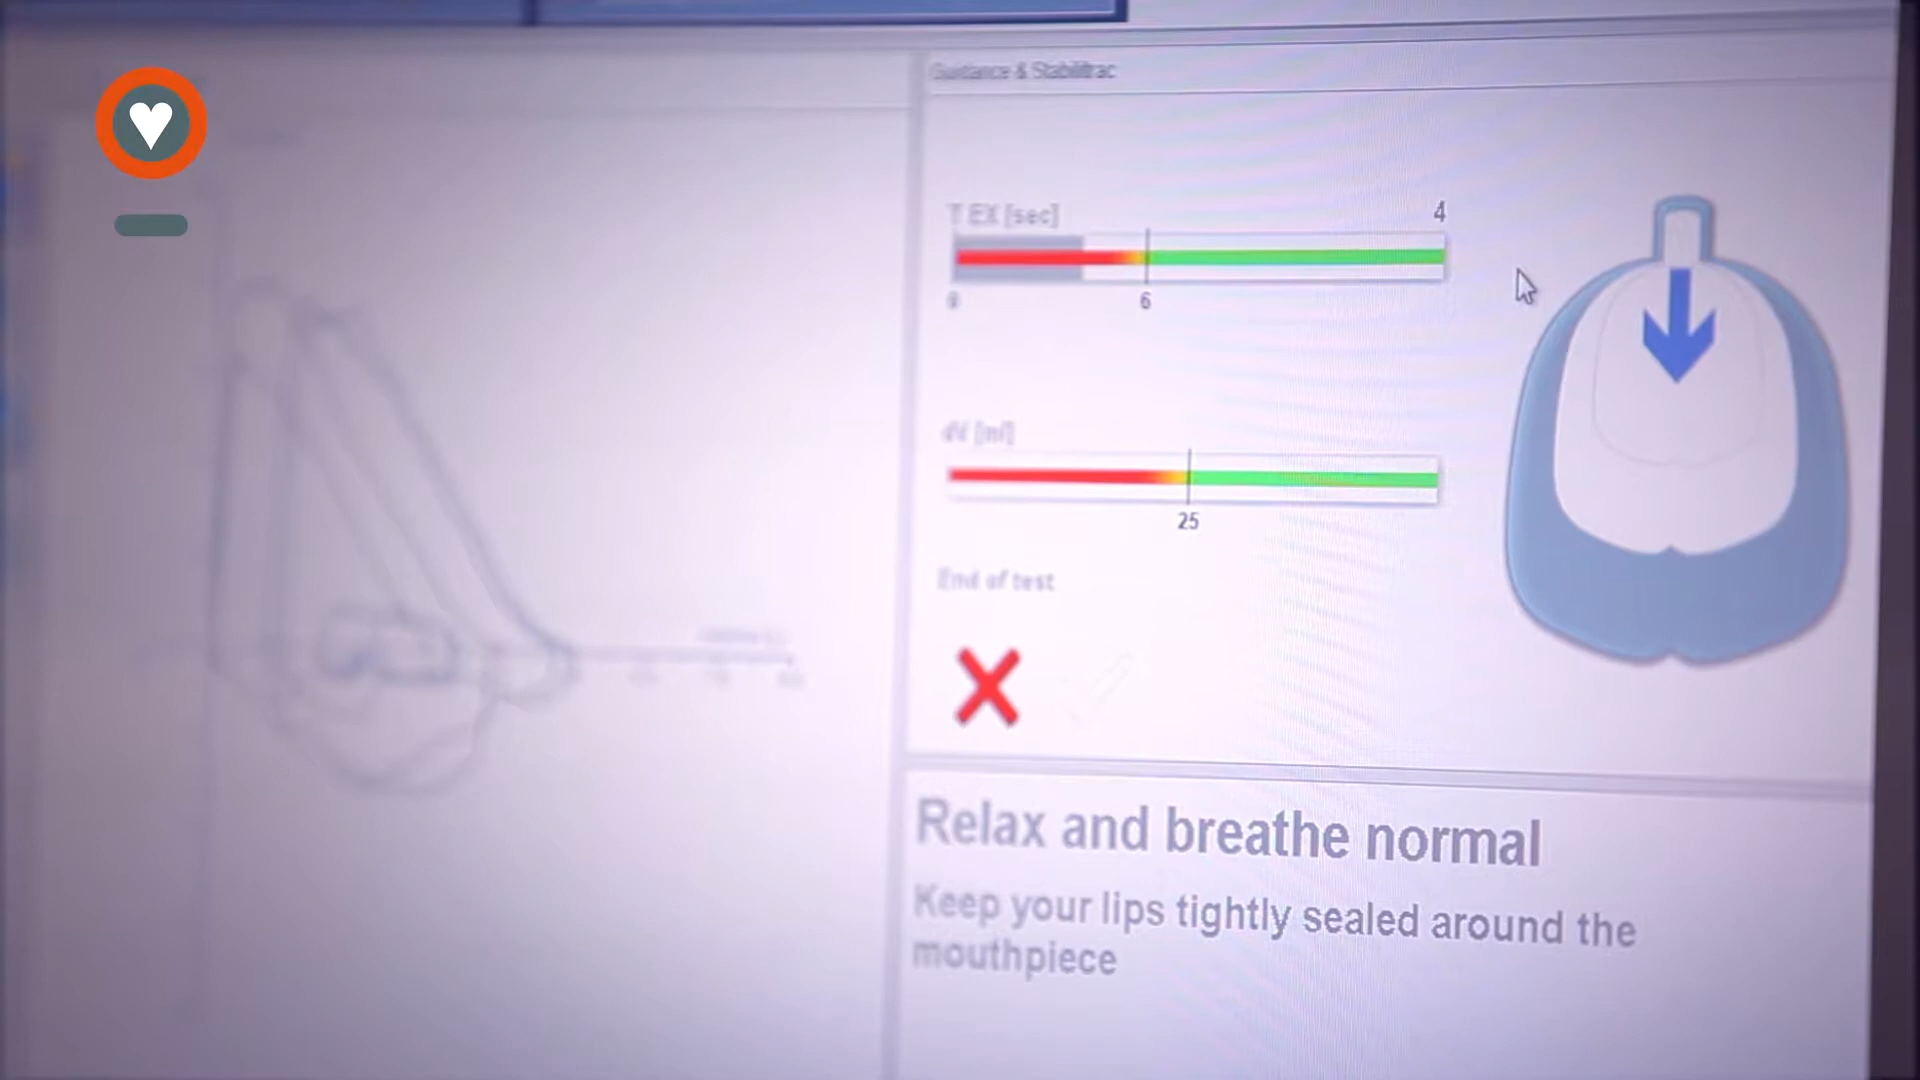 Guidance &
T EX [sec]
4
0
6
dV [ml]
25
End of test
Relax and breathe normal
Keep your lips tightly sealed around the
mouthpiece